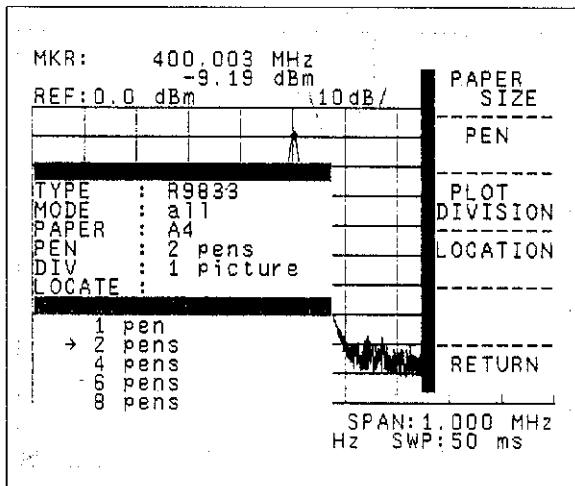 MKR: 400.003 MHz
-9.19 dBm
REF:0.0 dBm 10dB/
TYPE : R9833
MODE : all
PAPER : A4
PEN : 2 pens
DIV : 1 picture
LOCATE :
1 pen
→ 2 pens
4 pens
6 pens
8 pens
PAPER
SIZE
PEN
PLOT
DIVISION
LOCATION
RETURN
SPAN:1.000 MHz
Hz SWP:50 ms